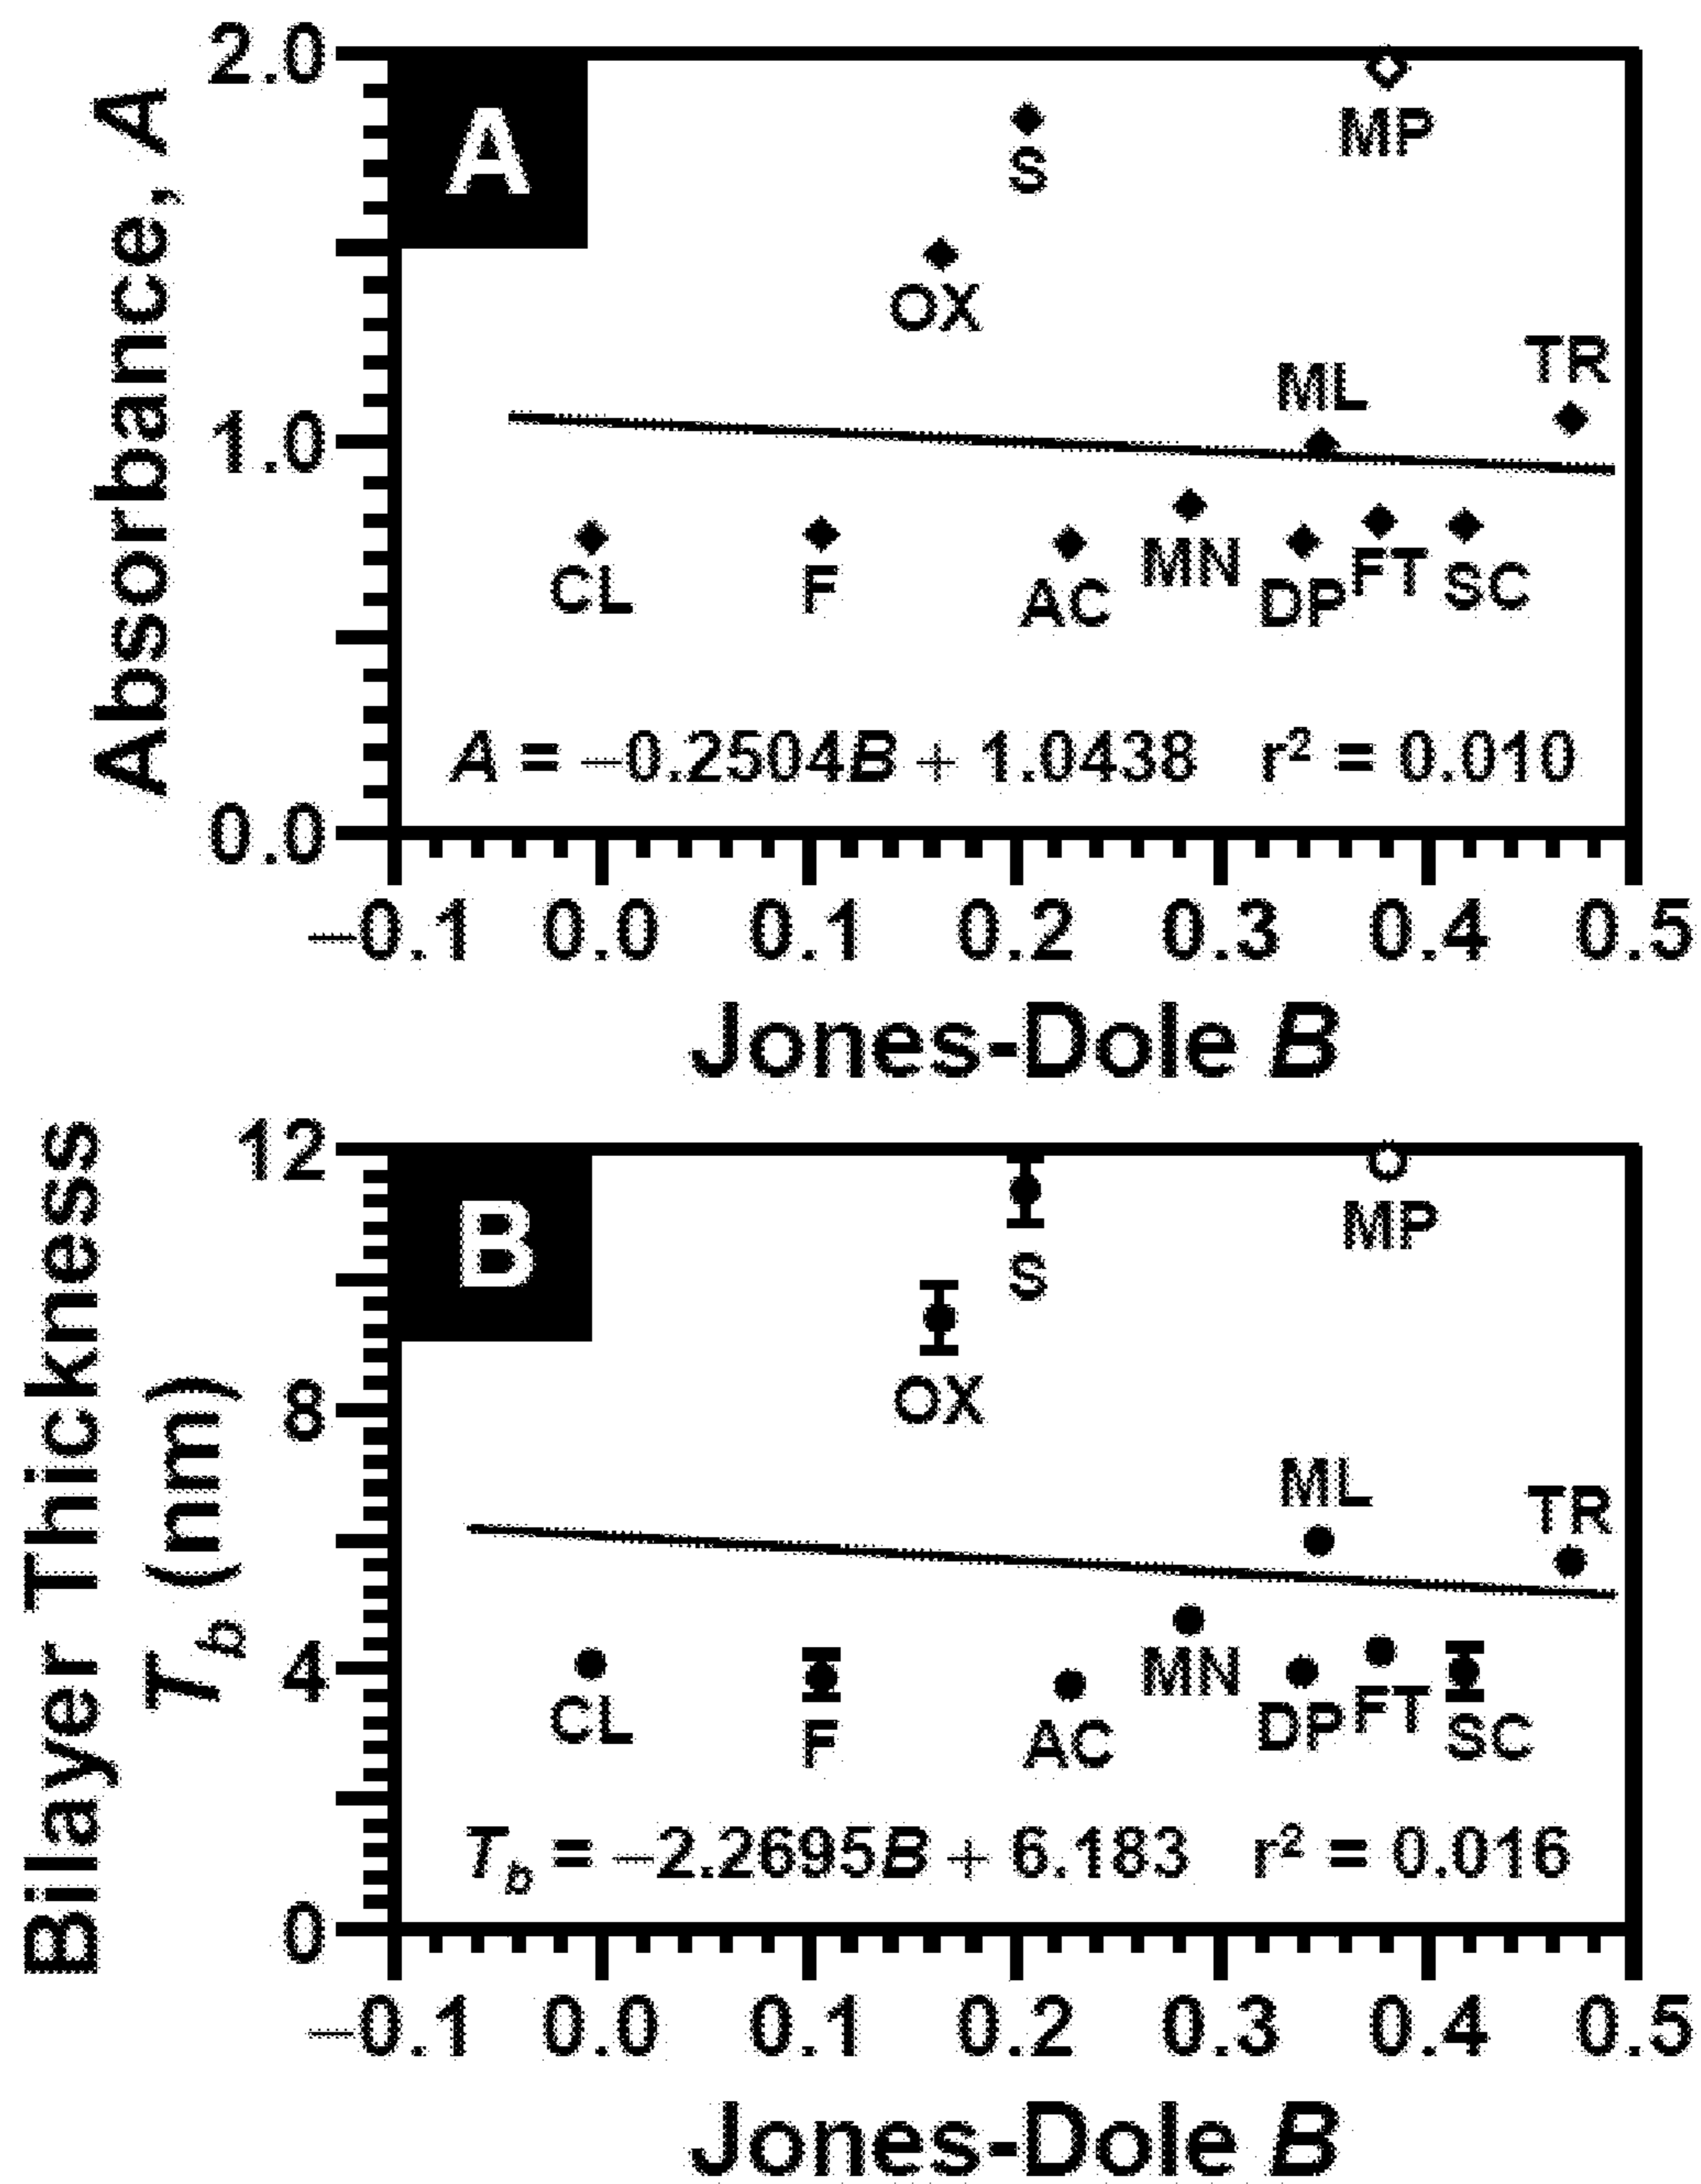 2.0
A
MP
S
OX
TR
ML
Absorbance, A
1.0
CL
F
AC
MN
DP
FT
SC
A = −0.2504B + 1.0438 r² = 0.010
0.0
−0.1 0.0 0.1 0.2 0.3 0.4 0.5
Jones-Dole B
12
B
MP
S
OX
8
Bilayer Thickness
T_b (nm)
ML
TR
4
CL
F
AC
MN
DP
FT
SC
T_b = −2.2695B + 6.183 r² = 0.016
0
−0.1 0.0 0.1 0.2 0.3 0.4 0.5
Jones-Dole B